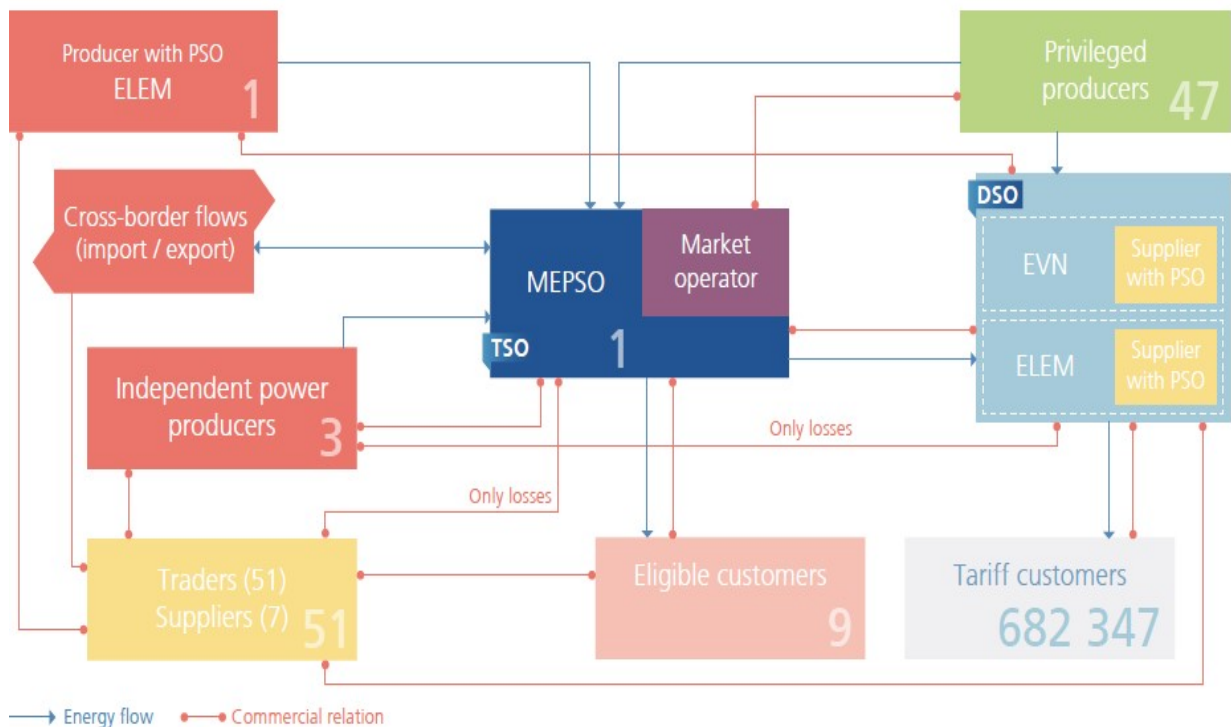 Producer with PSO
ELEM
1
Privileged
producers
47
Cross-border flows
(import / export)
MEPSO
Market
operator
TSO
1
DSO
EVN
Supplier
with PSO
ELEM
Supplier
with PSO
Independent power
producers
3
Only losses
Only losses
Traders (51)
Suppliers (7)
51
Eligible customers
9
Tariff customers
682 347
Energy flow
Commercial relation